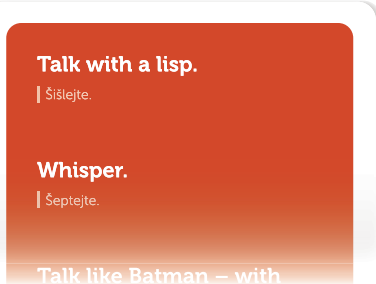 Talk with a lisp.
Šišlejte.
Whisper.
Šeptejte.
Talk like Batman – with